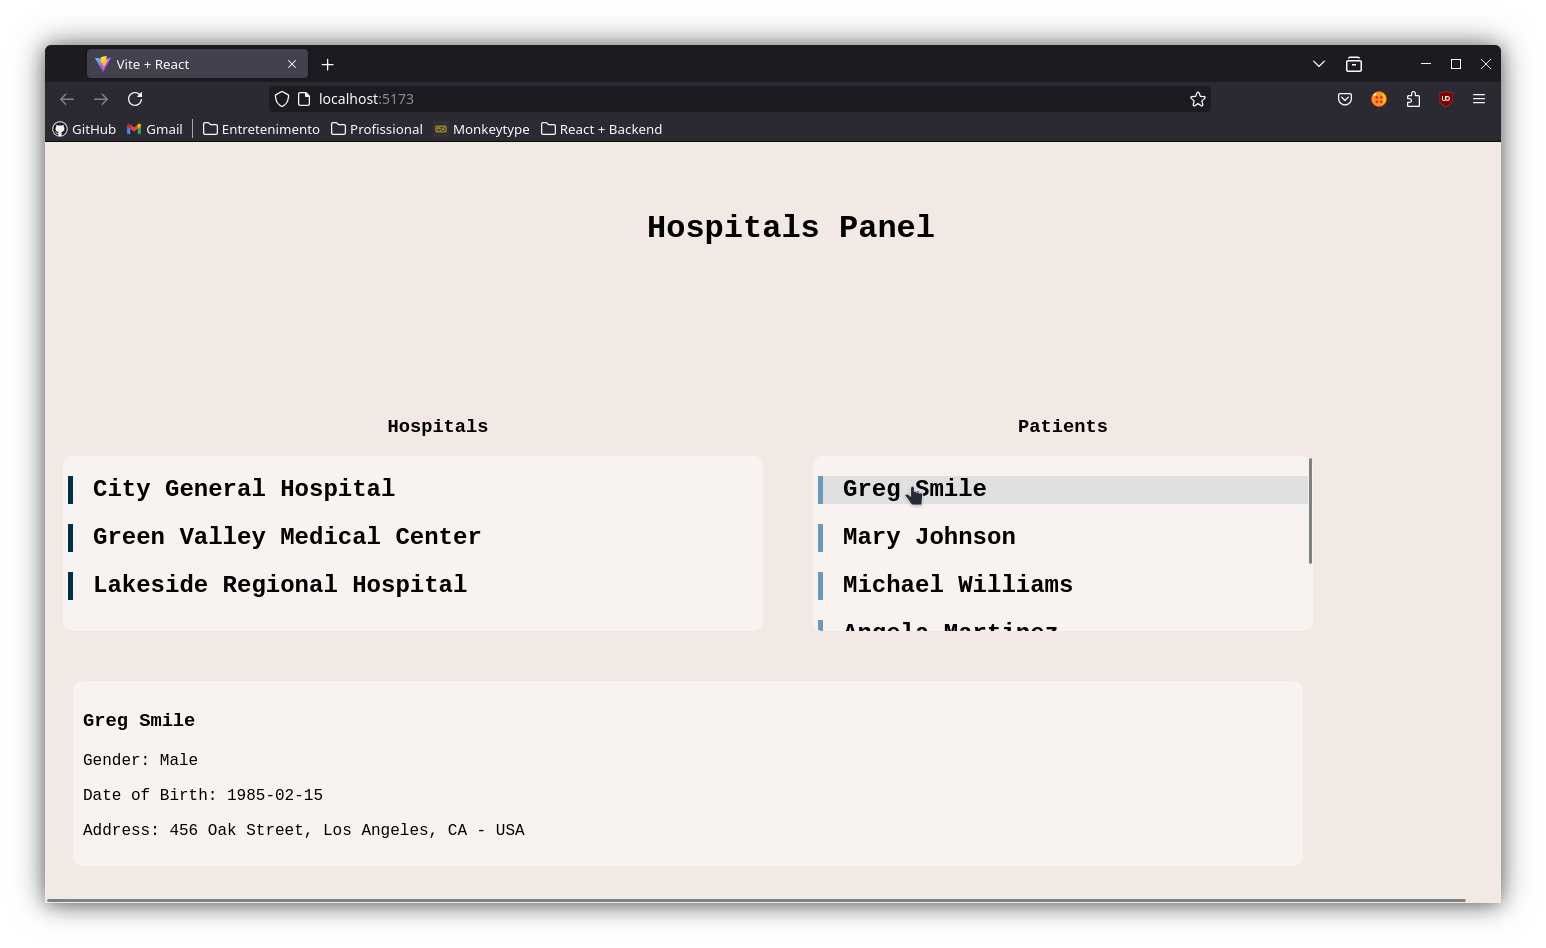 Vite + React
localhost:5173
GitHub Gmail Entretenimento Profissional Monkeytype React + Backend
Hospitals Panel
Hospitals
City General Hospital
Green Valley Medical Center
Lakeside Regional Hospital
Patients
Greg Smile
Mary Johnson
Michael Williams
Angela Martinez
Greg Smile
Gender: Male
Date of Birth: 1985-02-15
Address: 456 Oak Street, Los Angeles, CA - USA